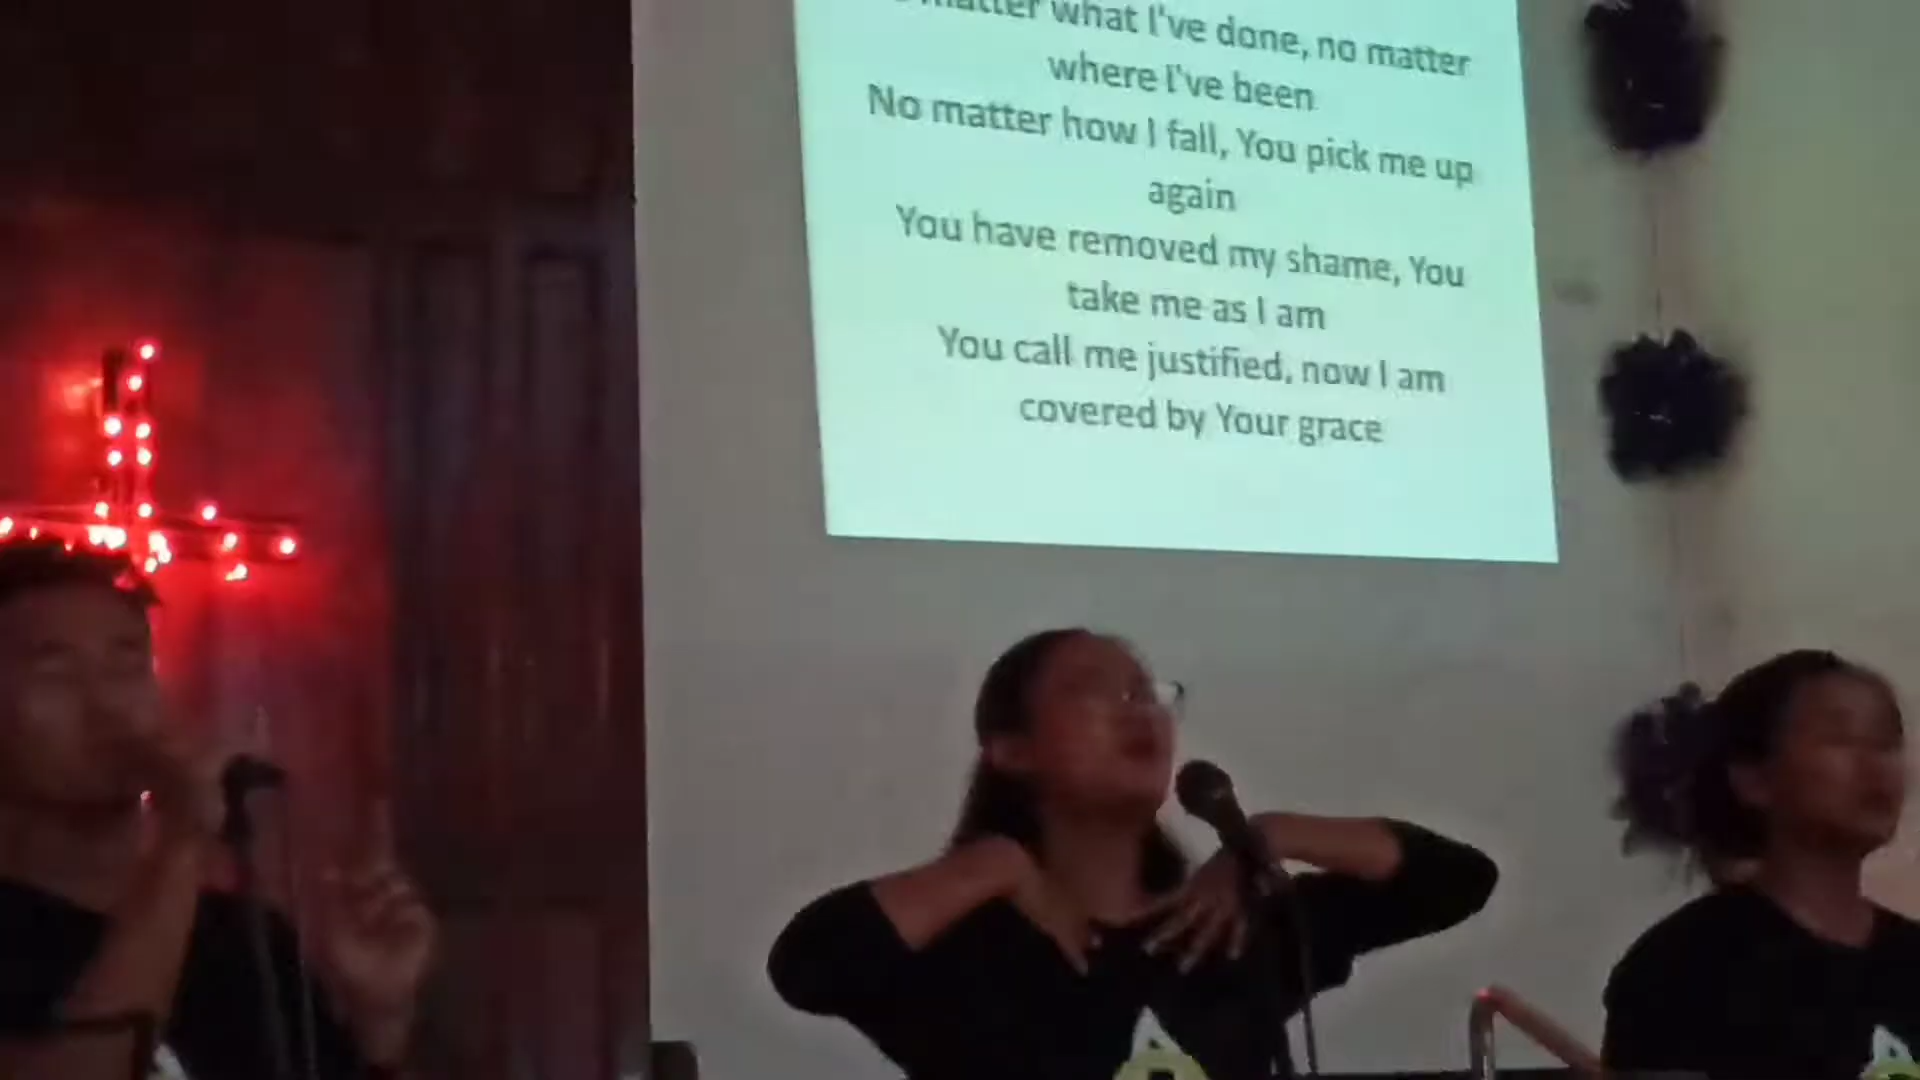 matter what I've done, no matter
where I've been
No matter how I fall, You pick me up
again
You have removed my shame, You
take me as I am
You call me justified, now I am
covered by Your grace